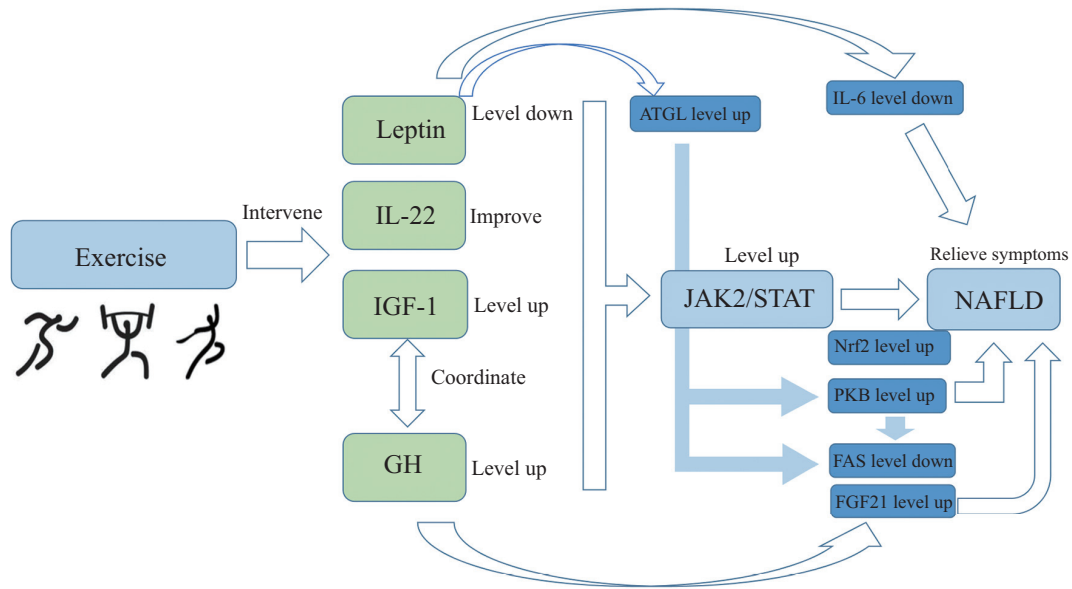 Exercise
Intervene
Leptin
Level down
IL-22
Improve
IGF-1
Level up
Coordinate
GH
Level up
ATGL level up
IL-6 level down
Level up
JAK2/STAT
Relieve symptoms
NAFLD
Nrf2 level up
PKB level up
FAS level down
FGF21 level up